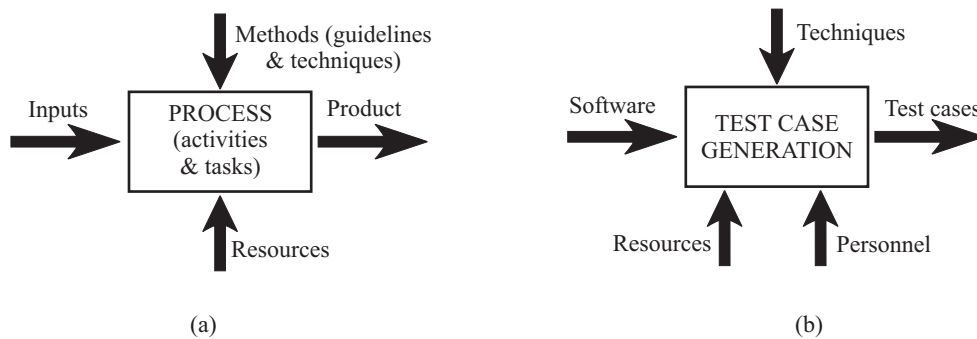 Methods (guidelines
& techniques)
Inputs
PROCESS
(activities
& tasks)
Product
Resources
(a)
Techniques
Software
TEST CASE
GENERATION
Test cases
Resources
Personnel
(b)